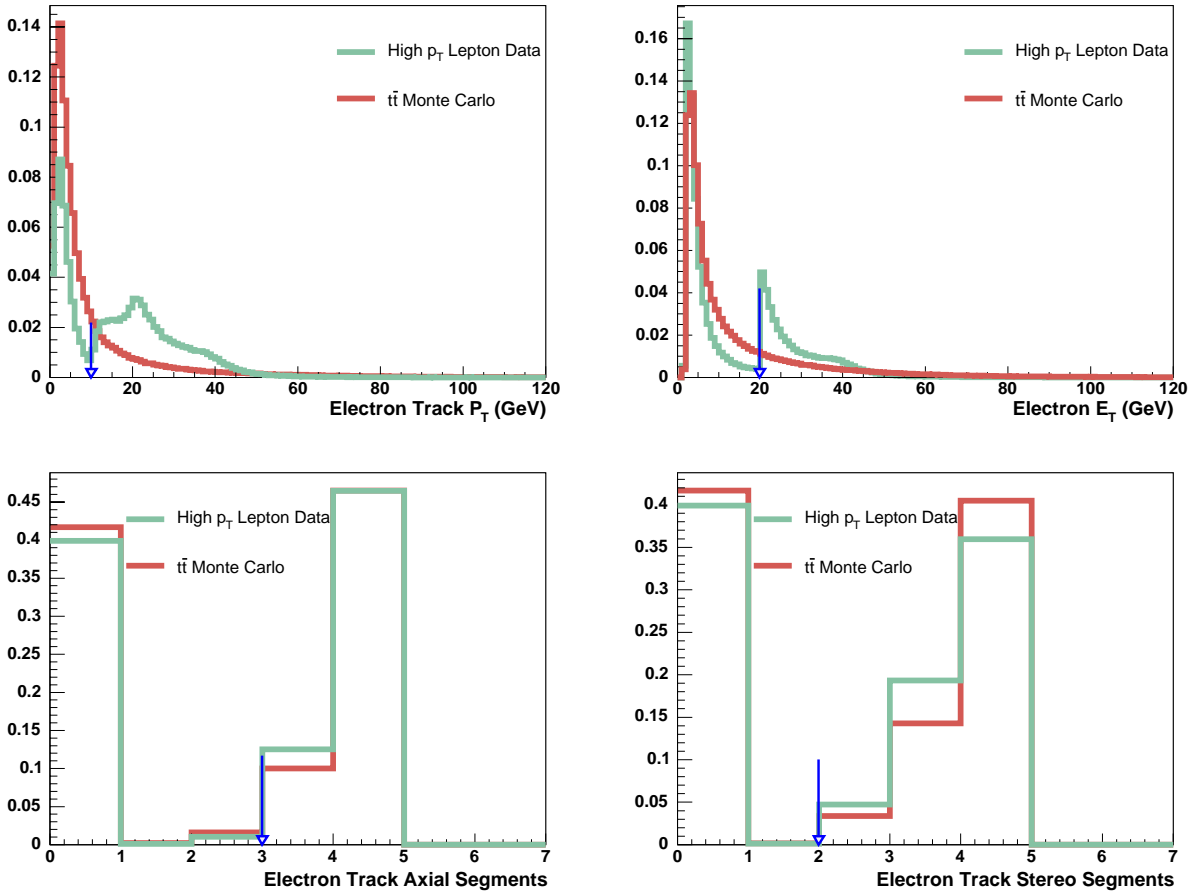 0.14
0.12
0.1
0.08
0.06
0.04
0.02
0
0 20 40 60 80 100 120
High pT Lepton Data
tt̄ Monte Carlo
Electron Track PT (GeV)
0.16
0.14
0.12
0.1
0.08
0.06
0.04
0.02
0
0 20 40 60 80 100 120
High pT Lepton Data
tt̄ Monte Carlo
Electron ET (GeV)
0.45
0.4
0.35
0.3
0.25
0.2
0.15
0.1
0.05
0
0 1 2 3 4 5 6 7
High pT Lepton Data
tt̄ Monte Carlo
Electron Track Axial Segments
0.4
0.35
0.3
0.25
0.2
0.15
0.1
0.05
0
0 1 2 3 4 5 6 7
High pT Lepton Data
tt̄ Monte Carlo
Electron Track Stereo Segments